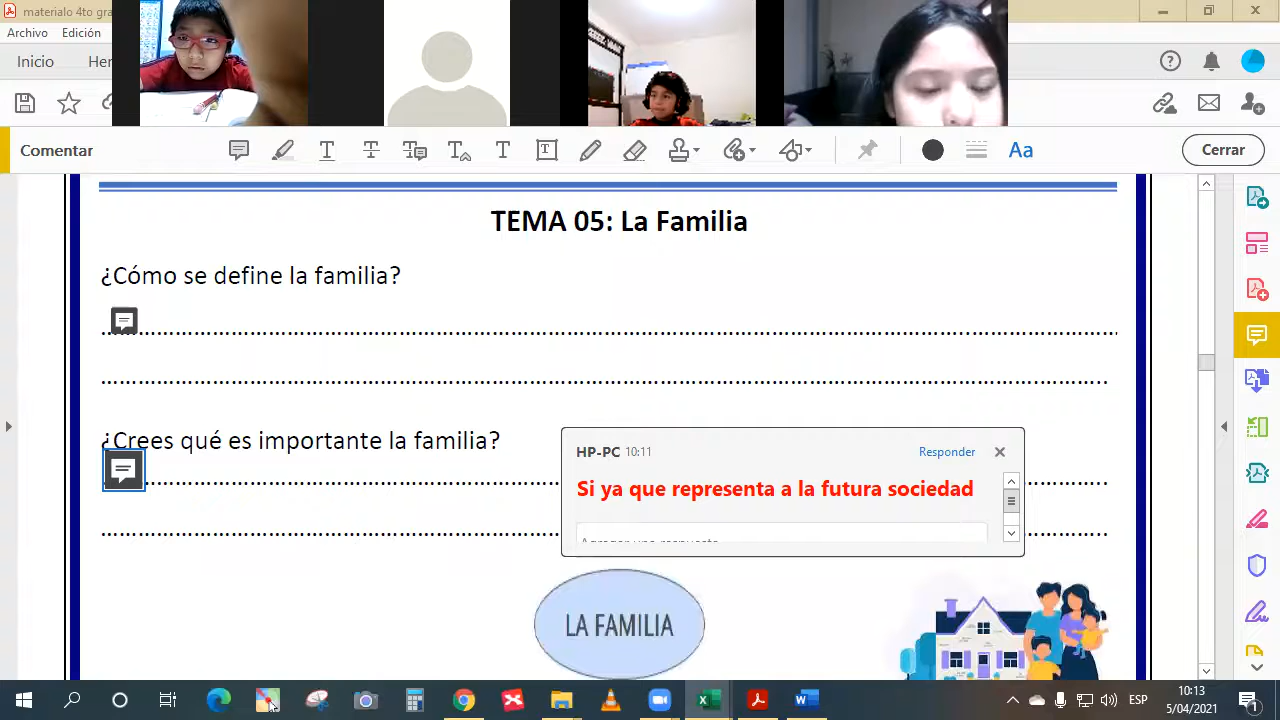 materialo 4to gra
Archivo Edición
Inicio
Comentar
Aa
Cerrar
TEMA 05: La Familia
¿Cómo se define la familia?
¿Crees qué es importante la familia?
HP-PC 10:11 Responder
Si ya que representa a la futura sociedad
LA FAMILIA
ESP
10:13
5/04/2021
1